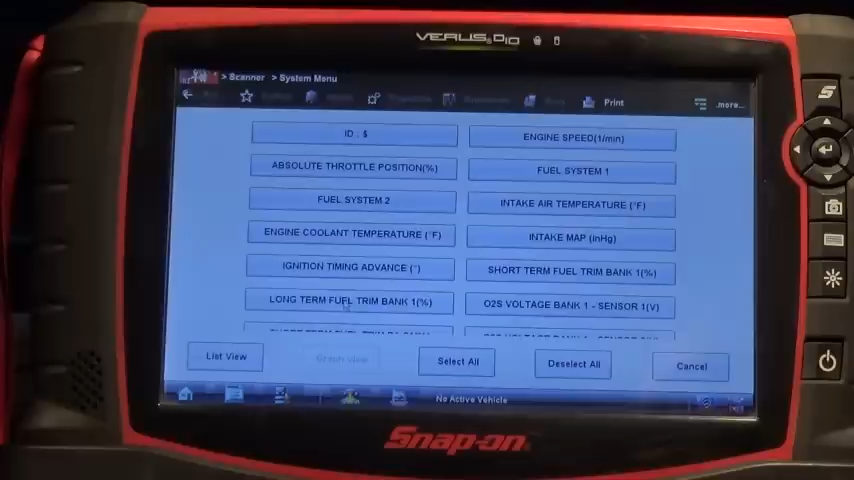 VERUS DIO
> Scanner > System Menu
Print
more...
ID : $
ENGINE SPEED(1/min)
ABSOLUTE THROTTLE POSITION(%)
FUEL SYSTEM 1
FUEL SYSTEM 2
INTAKE AIR TEMPERATURE (°F)
ENGINE COOLANT TEMPERATURE (°F)
INTAKE MAP (inHg)
IGNITION TIMING ADVANCE (°)
SHORT TERM FUEL TRIM BANK 1(%)
LONG TERM FUEL TRIM BANK 1(%)
O2S VOLTAGE BANK 1 - SENSOR 1(V)
List View
Graph View
Select All
Deselect All
Cancel
No Active Vehicle
Snap-on
S